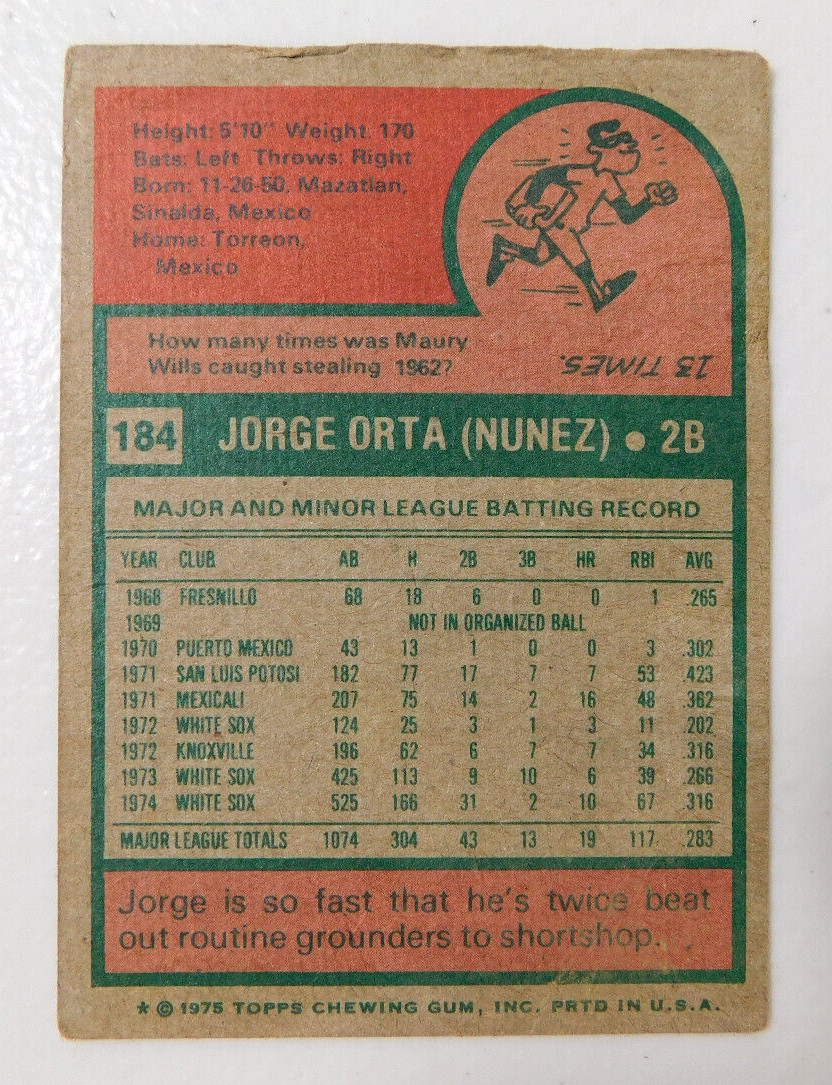 Height: 5'10" Weight 170
Bats: Left Throws: Right
Born: 11-26-50, Mazatlan,
Sinalda, Mexico
Home: Torreon,
Mexico
How many times was Maury
Wills caught stealing 1962?
13 TIMES.
184 JORGE ORTA (NUNEZ) • 2B
MAJOR AND MINOR LEAGUE BATTING RECORD
YEAR CLUB AB H 2B 3B HR RBI AVG
1968 FRESNILLO 68 18 6 0 0 1 .265
1969 NOT IN ORGANIZED BALL
1970 PUERTO MEXICO 43 13 1 0 0 3 .302
1971 SAN LUIS POTOSI 182 77 17 7 7 53 .423
1971 MEXICALI 207 75 14 2 16 48 .362
1972 WHITE SOX 124 25 3 1 3 11 .202
1972 KNOXVILLE 196 62 6 7 7 34 .316
1973 WHITE SOX 425 113 9 10 6 39 .266
1974 WHITE SOX 525 166 31 2 10 67 .316
MAJOR LEAGUE TOTALS 1074 304 43 13 19 117 .283
Jorge is so fast that he's twice beat
out routine grounders to shortshop.
* © 1975 TOPPS CHEWING GUM, INC. PRTD IN U.S.A.